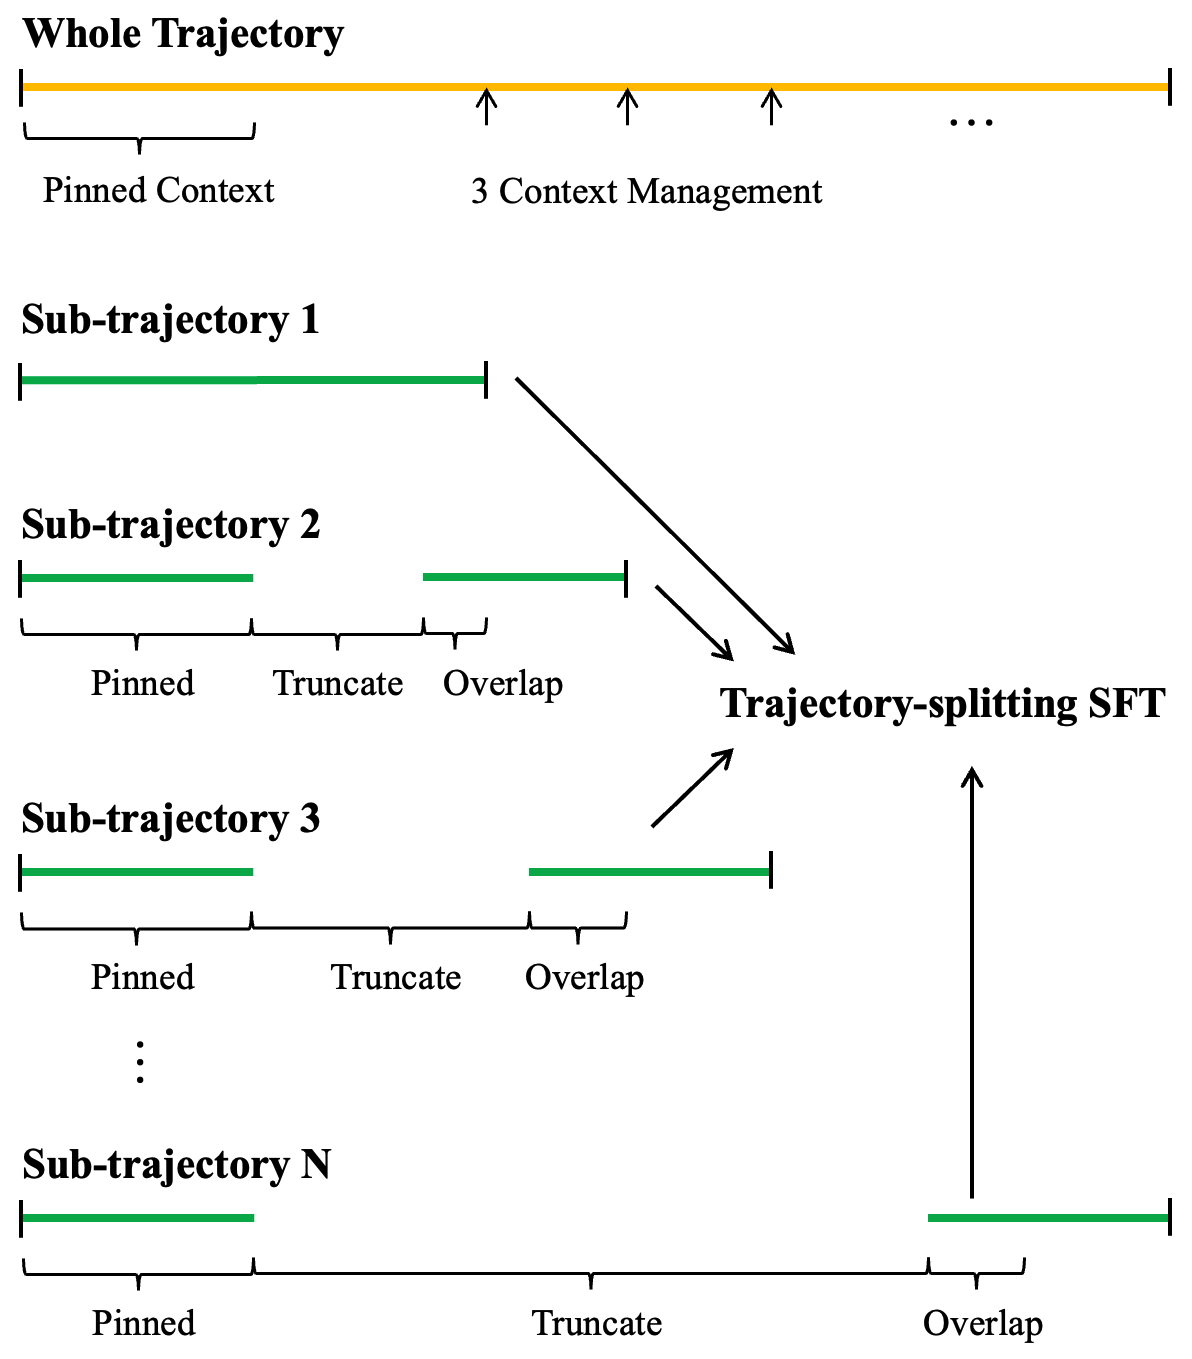 Whole Trajectory
...
Pinned Context
3 Context Management
Sub-trajectory 1
Sub-trajectory 2
Pinned
Truncate
Overlap
Trajectory-splitting SFT
Sub-trajectory 3
Pinned
Truncate
Overlap
⋮
Sub-trajectory N
Pinned
Truncate
Overlap